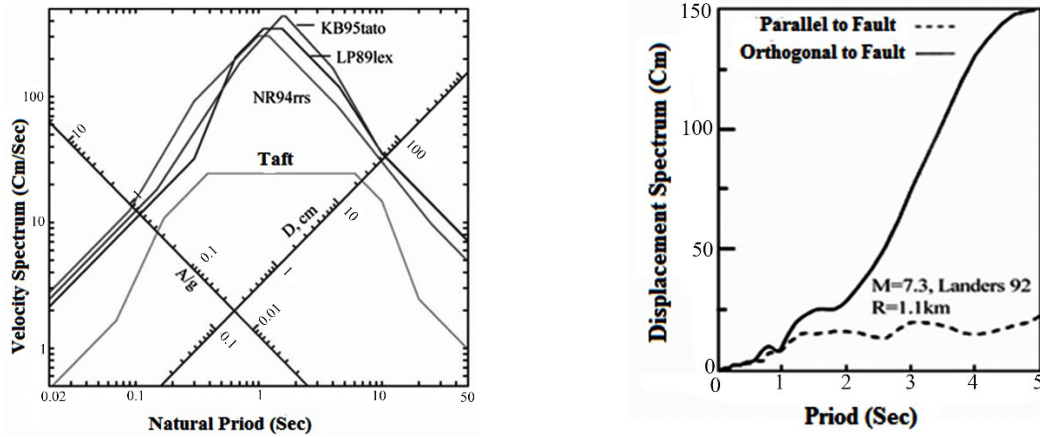 Velocity Spectrum (Cm/Sec)
100
10
1
KB95tato
LP89lex
NR94rrs
Taft
10
1
0.1
0.01
A/g
100
10
1
0.1
D, cm
0.02
0.1
1
10
50
Natural Priod (Sec)
Displacement Spectrum (Cm)
150
100
50
0
Parallel to Fault
Orthogonal to Fault
M=7.3, Landers 92
R=1.1km
0
1
2
3
4
5
Priod (Sec)